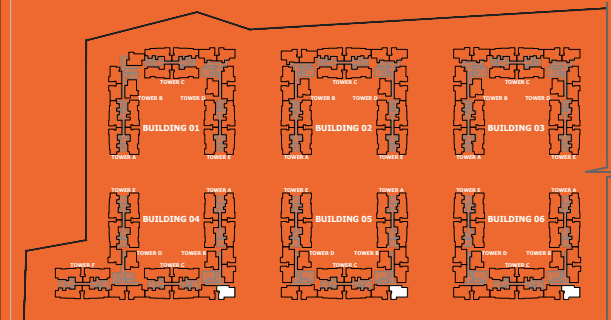 TOWER C
TOWER B TOWER D
BUILDING 01
TOWER A TOWER E
TOWER C
TOWER B TOWER D
BUILDING 02
TOWER A TOWER E
TOWER C
TOWER B TOWER D
BUILDING 03
TOWER A TOWER E
TOWER E TOWER A
BUILDING 04
TOWER D TOWER B
TOWER F TOWER C
TOWER E TOWER A
BUILDING 05
TOWER D TOWER B
TOWER C
TOWER E TOWER A
BUILDING 06
TOWER D TOWER B
TOWER C